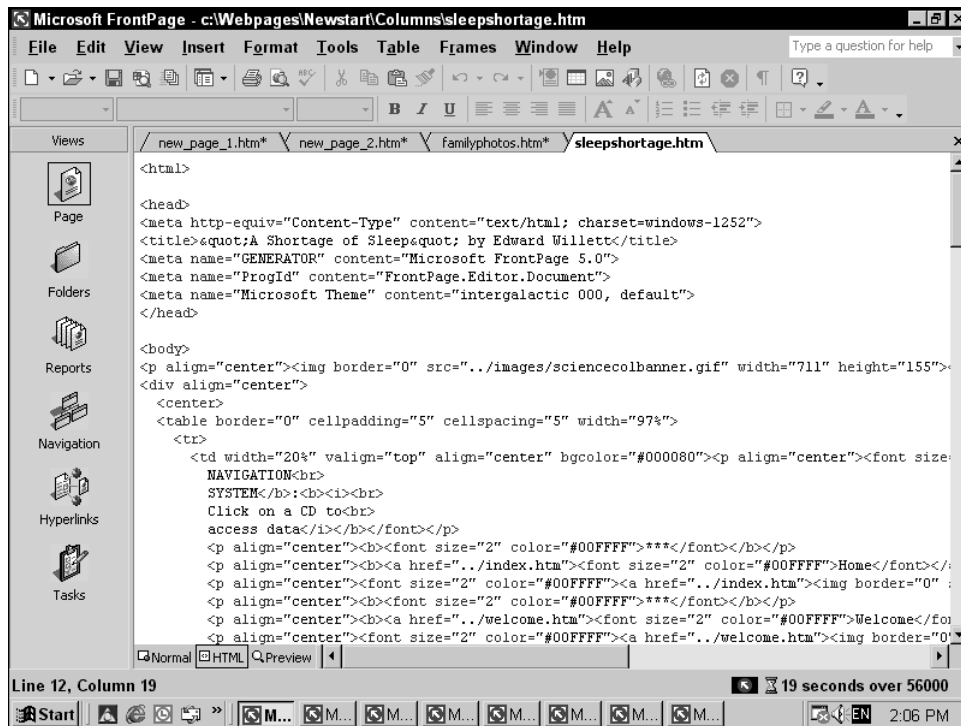 Microsoft FrontPage - c:\Webpages\Newstart\Columns\sleepshortage.htm
File Edit View Insert Format Tools Table Frames Window Help Type a question for help
B I U A A A
Views new_page_1.htm* new_page_2.htm* familyphotos.htm* sleepshortage.htm
Page
Folders
Reports
Navigation
Hyperlinks
Tasks
<html>
<head>
<meta http-equiv="Content-Type" content="text/html; charset=windows-1252">
<title>&quot;A Shortage of Sleep&quot; by Edward Willett</title>
<meta name="GENERATOR" content="Microsoft FrontPage 5.0">
<meta name="ProgId" content="FrontPage.Editor.Document">
<meta name="Microsoft Theme" content="intergalactic 000, default">
</head>
<body>
<p align="center"><img border="0" src="../images/sciencecolbanner.gif" width="711" height="155"><
<div align="center">
<center>
<table border="0" cellpadding="5" cellspacing="5" width="97%">
<tr>
<td width="20%" valign="top" align="center" bgcolor="#000080"><p align="center"><font size=
NAVIGATION<br>
SYSTEM</b>:<b><i><br>
Click on a CD to<br>
access data</i></b></font></p>
<p align="center"><b><font size="2" color="#00FFFF">***</font></b></p>
<p align="center"><b><a href="../index.htm"><font size="2" color="#00FFFF">Home</font></
<p align="center"><font size="2" color="#00FFFF"><a href="../index.htm"><img border="0"
<p align="center"><b><font size="2" color="#00FFFF">***</font></b></p>
<p align="center"><b><a href="../welcome.htm"><font size="2" color="#00FFFF">Welcome</fo
<p align="center"><font size="2" color="#00FFFF"><a href="../welcome.htm"><img border="0"
Normal HTML Preview
Line 12, Column 19 19 seconds over 56000
Start » M... M... M... M... M... M... M... M... EN 2:06 PM